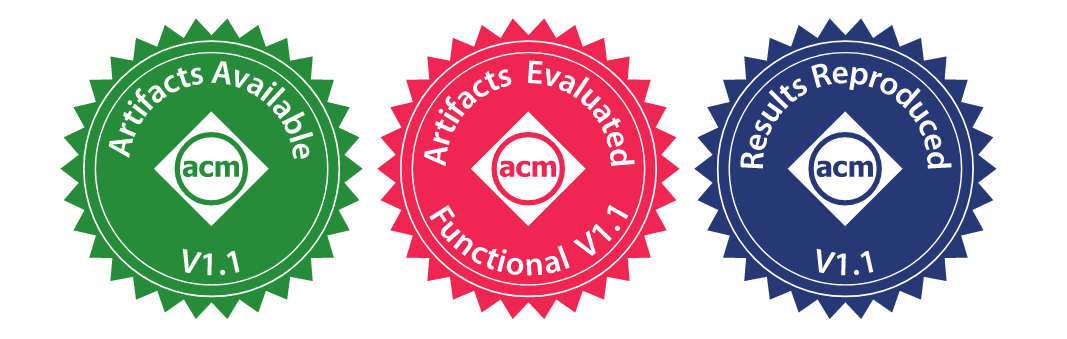 Artifacts Available
acm
V1.1
Artifacts Evaluated
acm
Functional V1.1
Results Reproduced
acm
V1.1